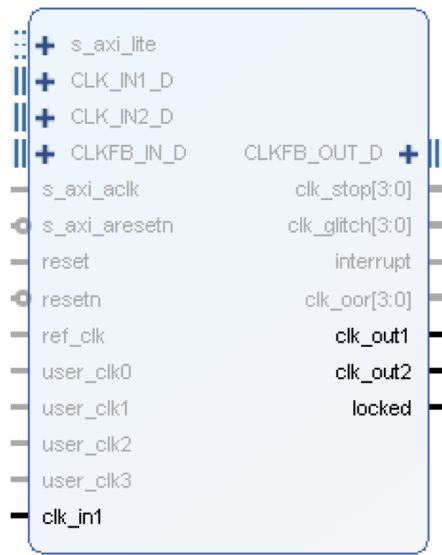 s_axi_lite
CLK_IN1_D
CLK_IN2_D
CLKFB_IN_D CLKFB_OUT_D
s_axi_aclk clk_stop[3:0]
s_axi_aresetn clk_glitch[3:0]
reset interrupt
resetn clk_oor[3:0]
ref_clk clk_out1
user_clk0 clk_out2
user_clk1 locked
user_clk2
user_clk3
clk_in1